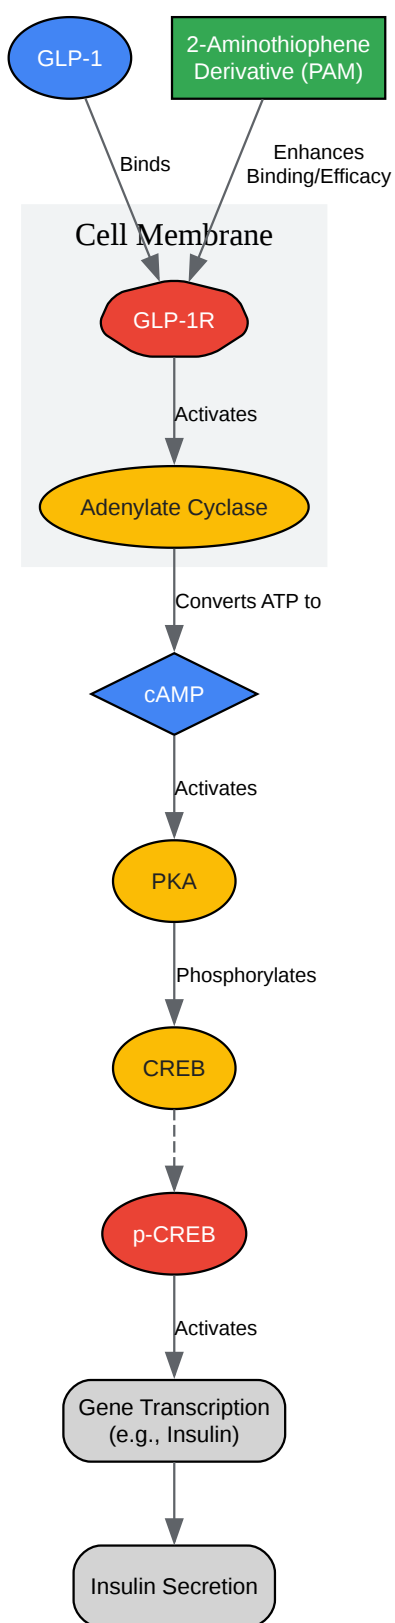 GLP-1
2-Aminothiophene
Derivative (PAM)
Binds
Enhances
Binding/Efficacy
Cell Membrane
GLP-1R
Activates
Adenylate Cyclase
Converts ATP to
cAMP
Activates
PKA
Phosphorylates
CREB
p-CREB
Activates
Gene Transcription
(e.g., Insulin)
Insulin Secretion